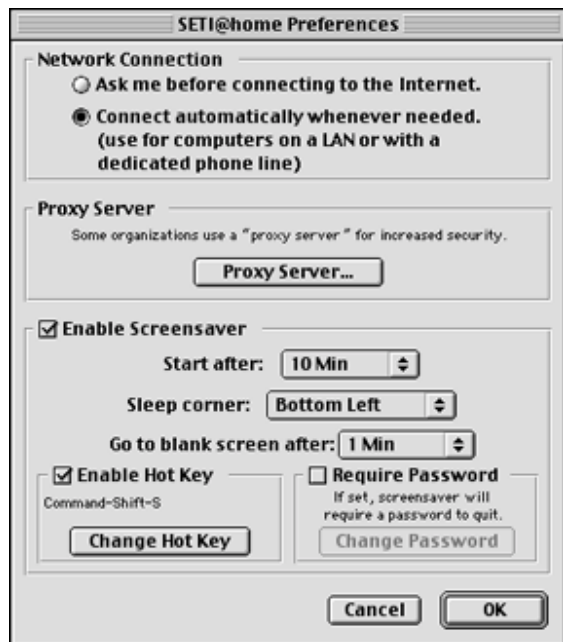 SETI@home Preferences
Network Connection
Ask me before connecting to the Internet.
Connect automatically whenever needed.
(use for computers on a LAN or with a
dedicated phone line)
Proxy Server
Some organizations use a "proxy server" for increased security.
Proxy Server...
Enable Screensaver
Start after: 10 Min
Sleep corner: Bottom Left
Go to blank screen after: 1 Min
Enable Hot Key
Command-Shift-S
Change Hot Key
Require Password
If set, screensaver will
require a password to quit.
Change Password
Cancel
OK